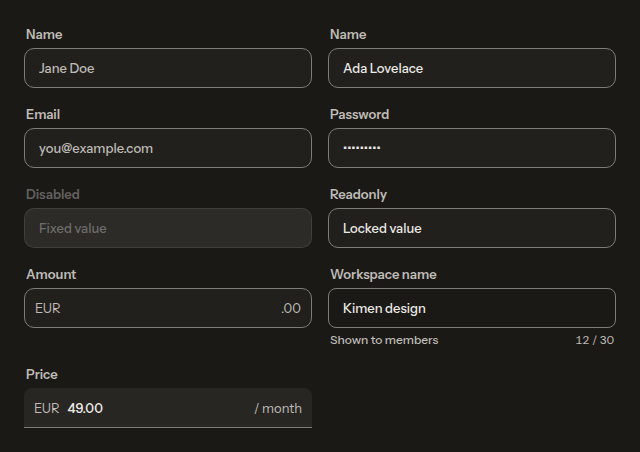 Name
Name
Jane Doe
Ada Lovelace
Email
Password
you@example.com
•••••••••
Disabled
Readonly
Fixed value
Locked value
Amount
Workspace name
EUR .00
Kimen design
Shown to members 12 / 30
Price
EUR 49.00 / month